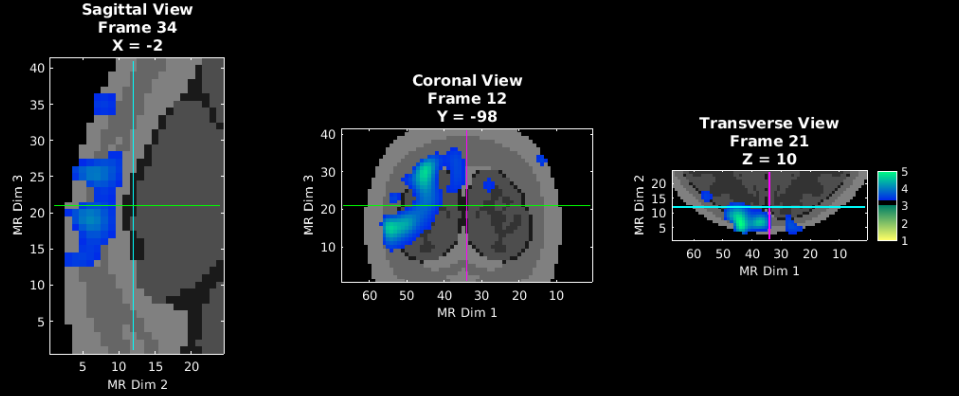 Sagittal View
Frame 34
X = -2
40
35
30
25
20
15
10
5
MR Dim 3
5 10 15 20
MR Dim 2
Coronal View
Frame 12
Y = -98
40
30
20
10
MR Dim 3
60 50 40 30 20 10
MR Dim 1
Transverse View
Frame 21
Z = 10
20
15
10
5
MR Dim 2
60 50 40 30 20 10
MR Dim 1
5
4
3
2
1